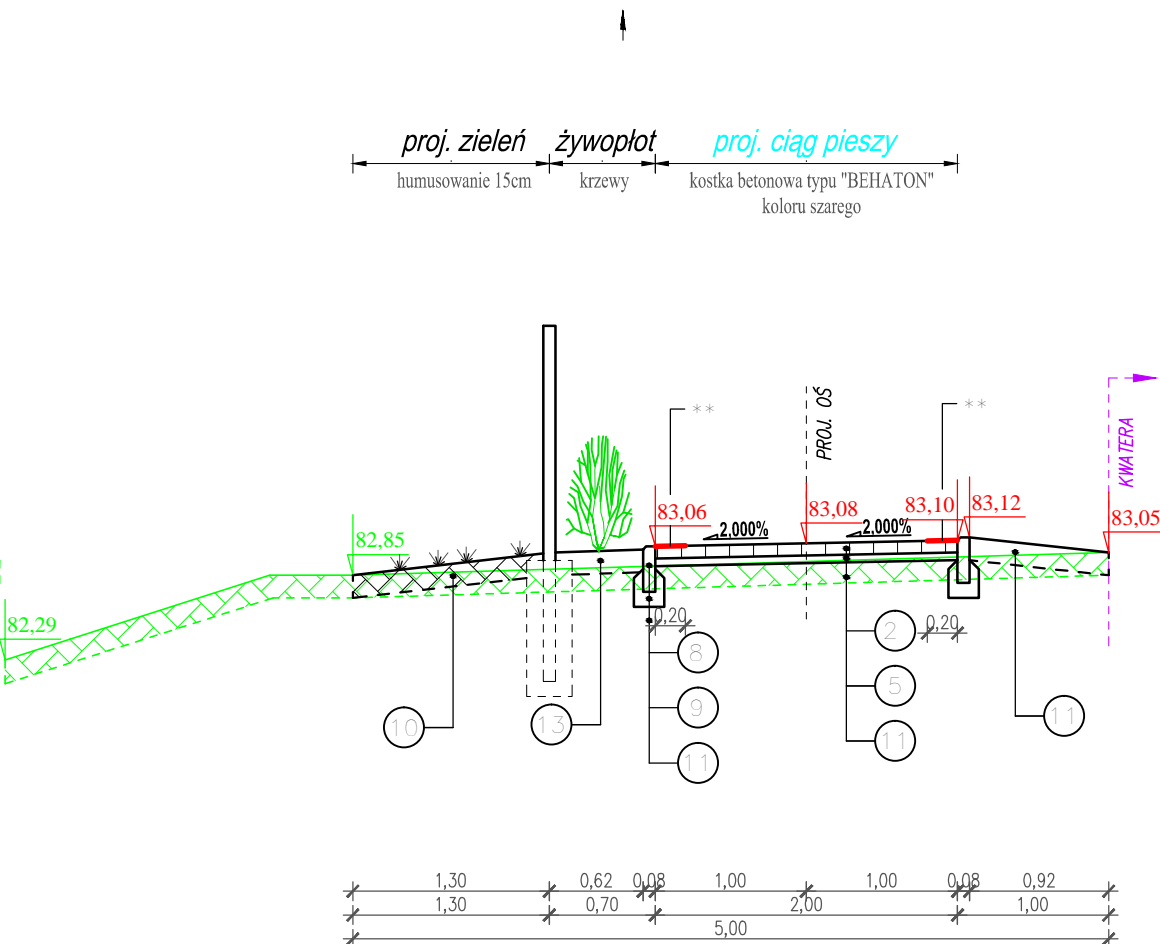 proj. zieleń żywopłot proj. ciąg pieszy
humusowanie 15cm krzewy kostka betonowa typu "BEHATON"
koloru szarego
PROJ. OŚ
KWATERA
** **
83,06 83,08 83,10 83,12 83,05
2,000% 2,000%
82,85
82,29
0,20 0,20
8 2
9 5
10 13 11 11 11
1,30 0,62 0,08 1,00 1,00 0,08 0,92
1,30 0,70 2,00 1,00
5,00